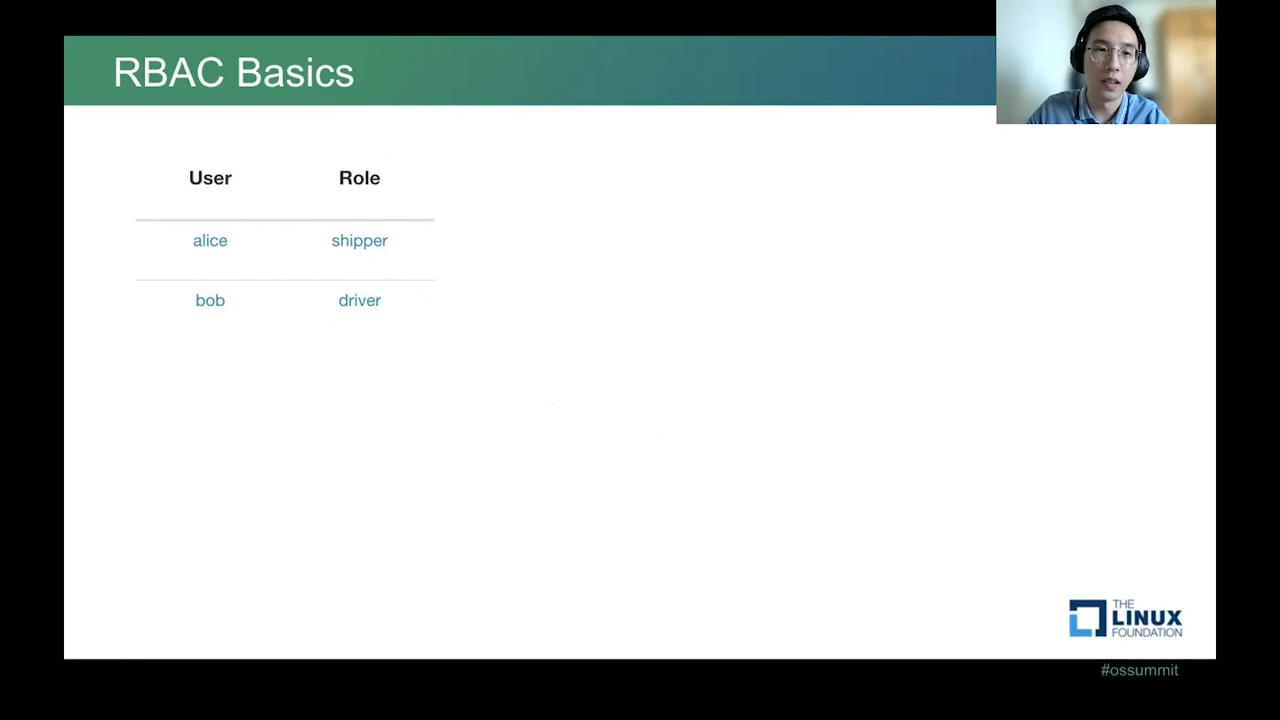 RBAC Basics
User Role
alice shipper
bob driver
THE
LINUX
FOUNDATION
#ossummit